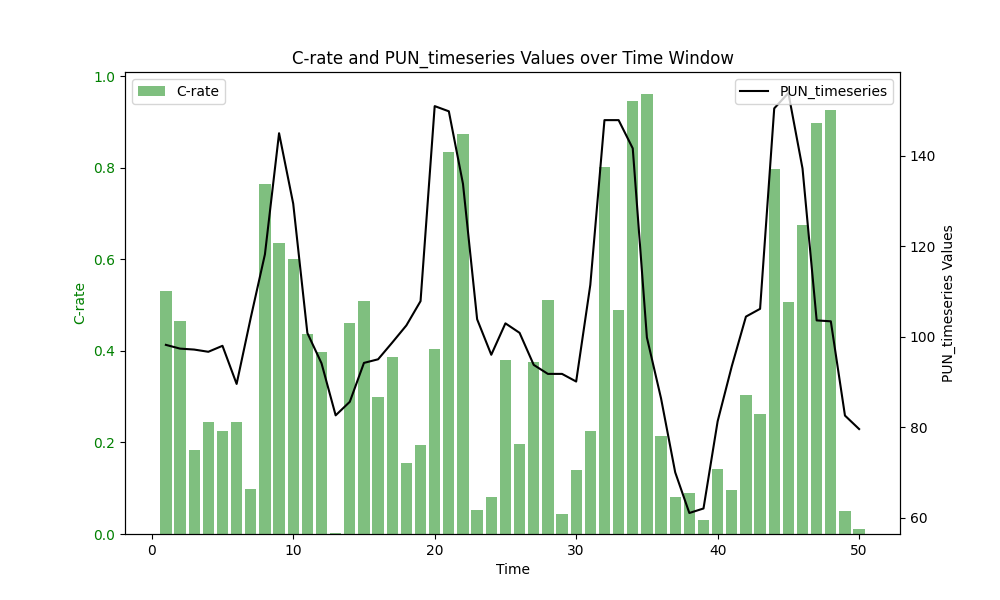 C-rate and PUN_timeseries Values over Time Window
C-rate
PUN_timeseries
1.0
0.8
0.6
0.4
0.2
0.0
C-rate
140
120
100
80
60
PUN_timeseries Values
0 10 20 30 40 50
Time